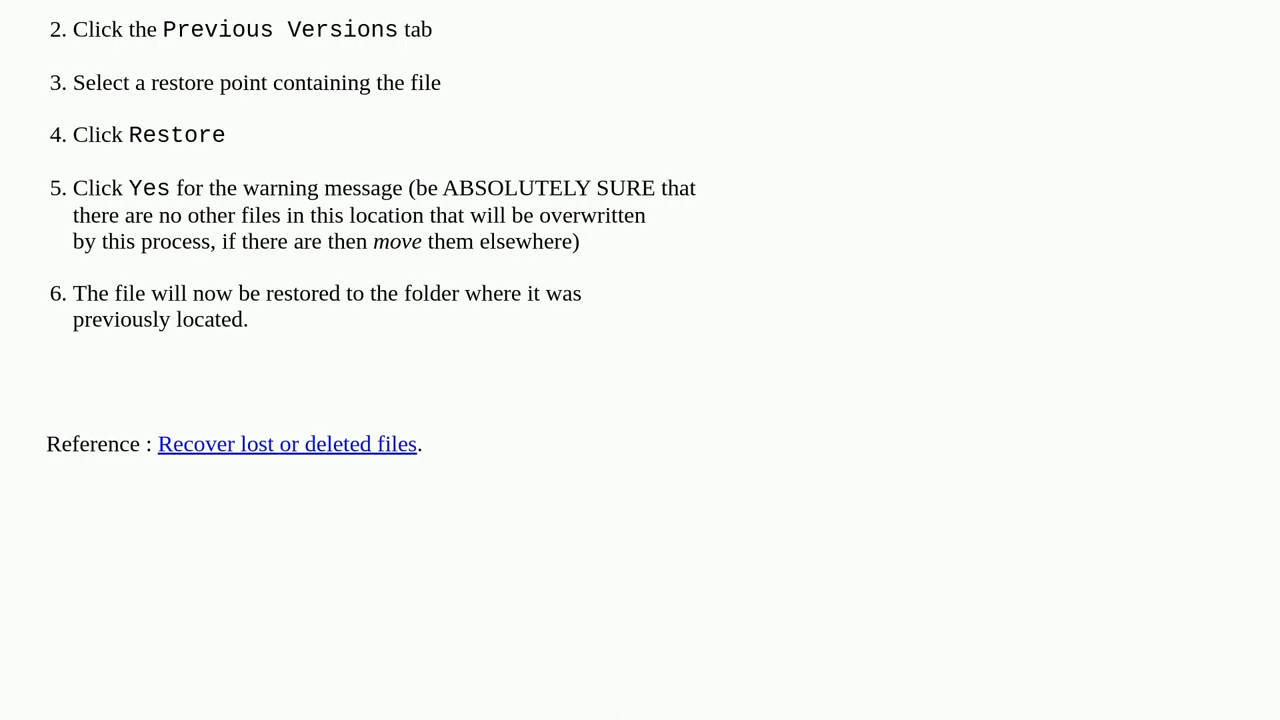 2. Click the Previous Versions tab
3. Select a restore point containing the file
4. Click Restore
5. Click Yes for the warning message (be ABSOLUTELY SURE that
there are no other files in this location that will be overwritten
by this process, if there are then move them elsewhere)
6. The file will now be restored to the folder where it was
previously located.
Reference : Recover lost or deleted files.